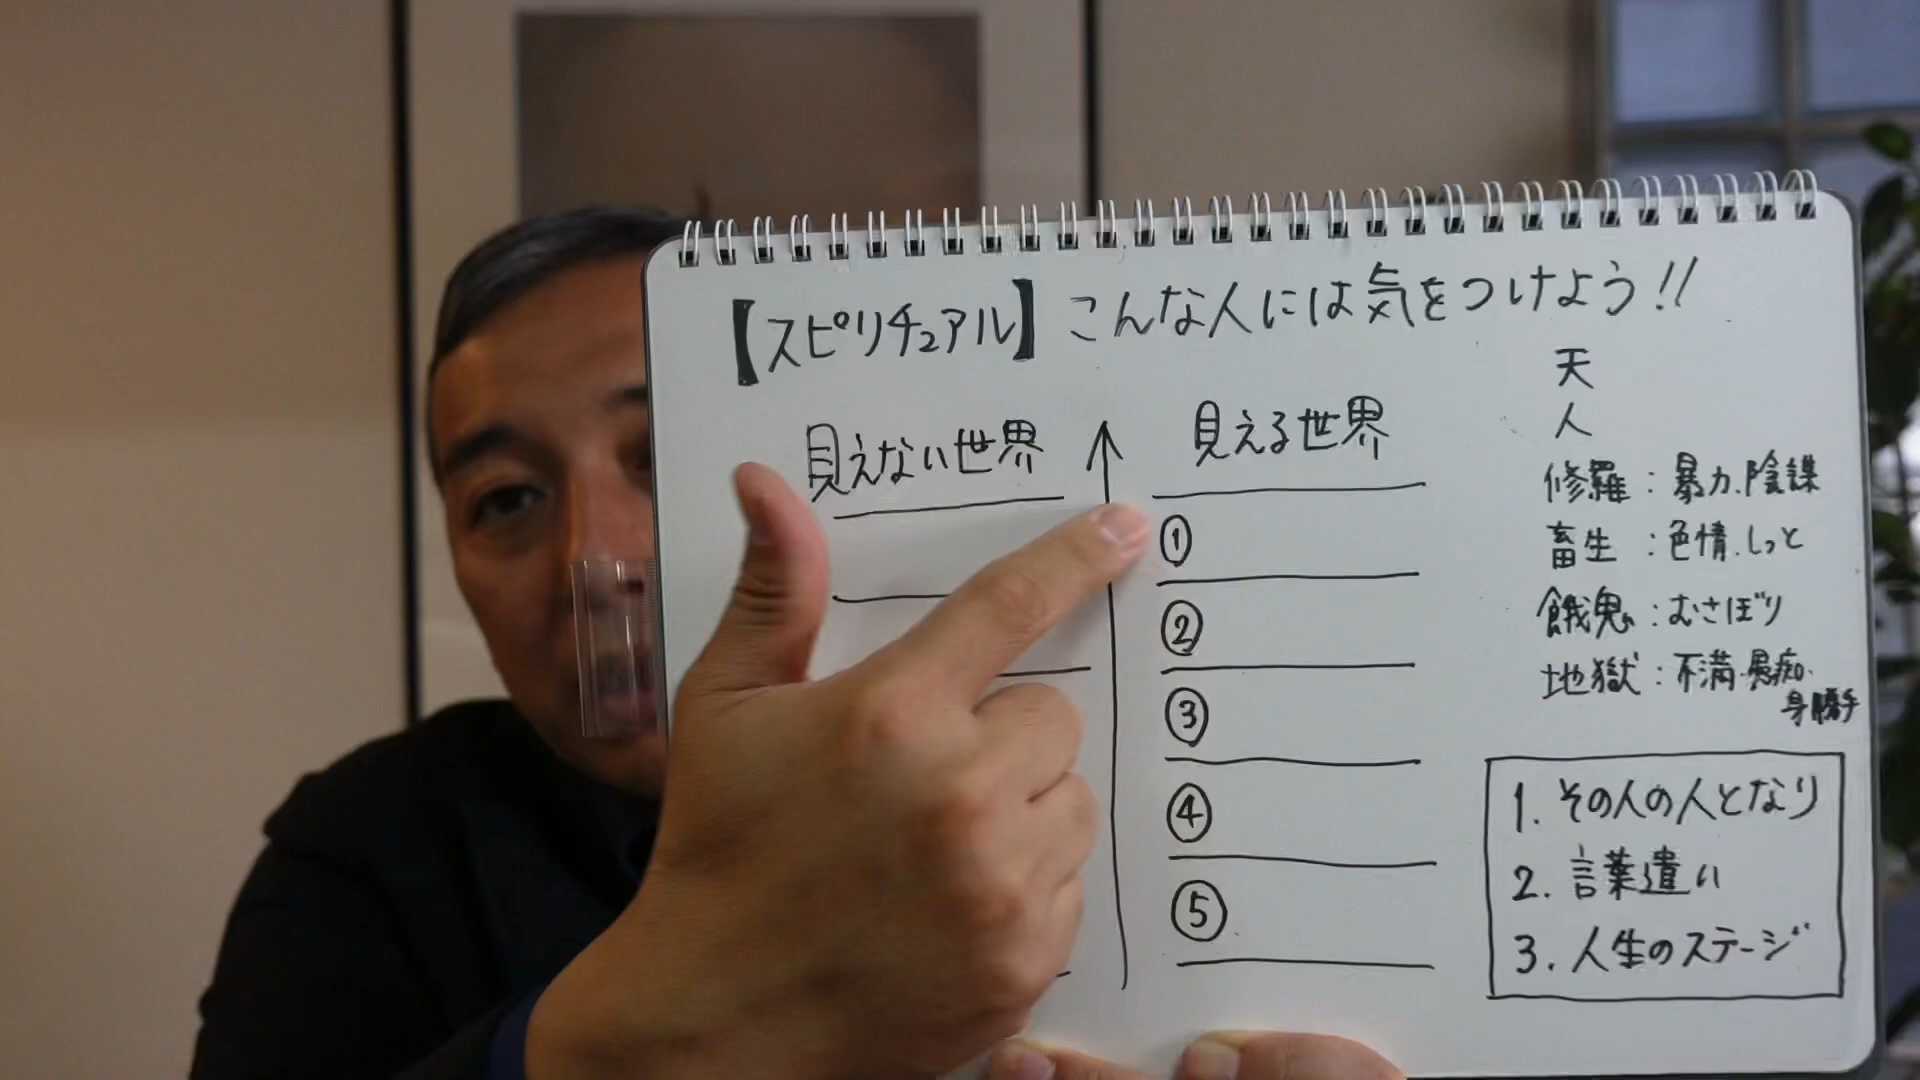 【スピリチュアル】こんな人には気をつけよう!!
見えない世界
見える世界
①
②
③
④
⑤
天
人
修羅:暴力.陰謀
畜生:色情.しっと
餓鬼:むさぼり
地獄:不満.愚痴.
身勝手
1. その人の人となり
2. 言葉遣い
3. 人生のステージ